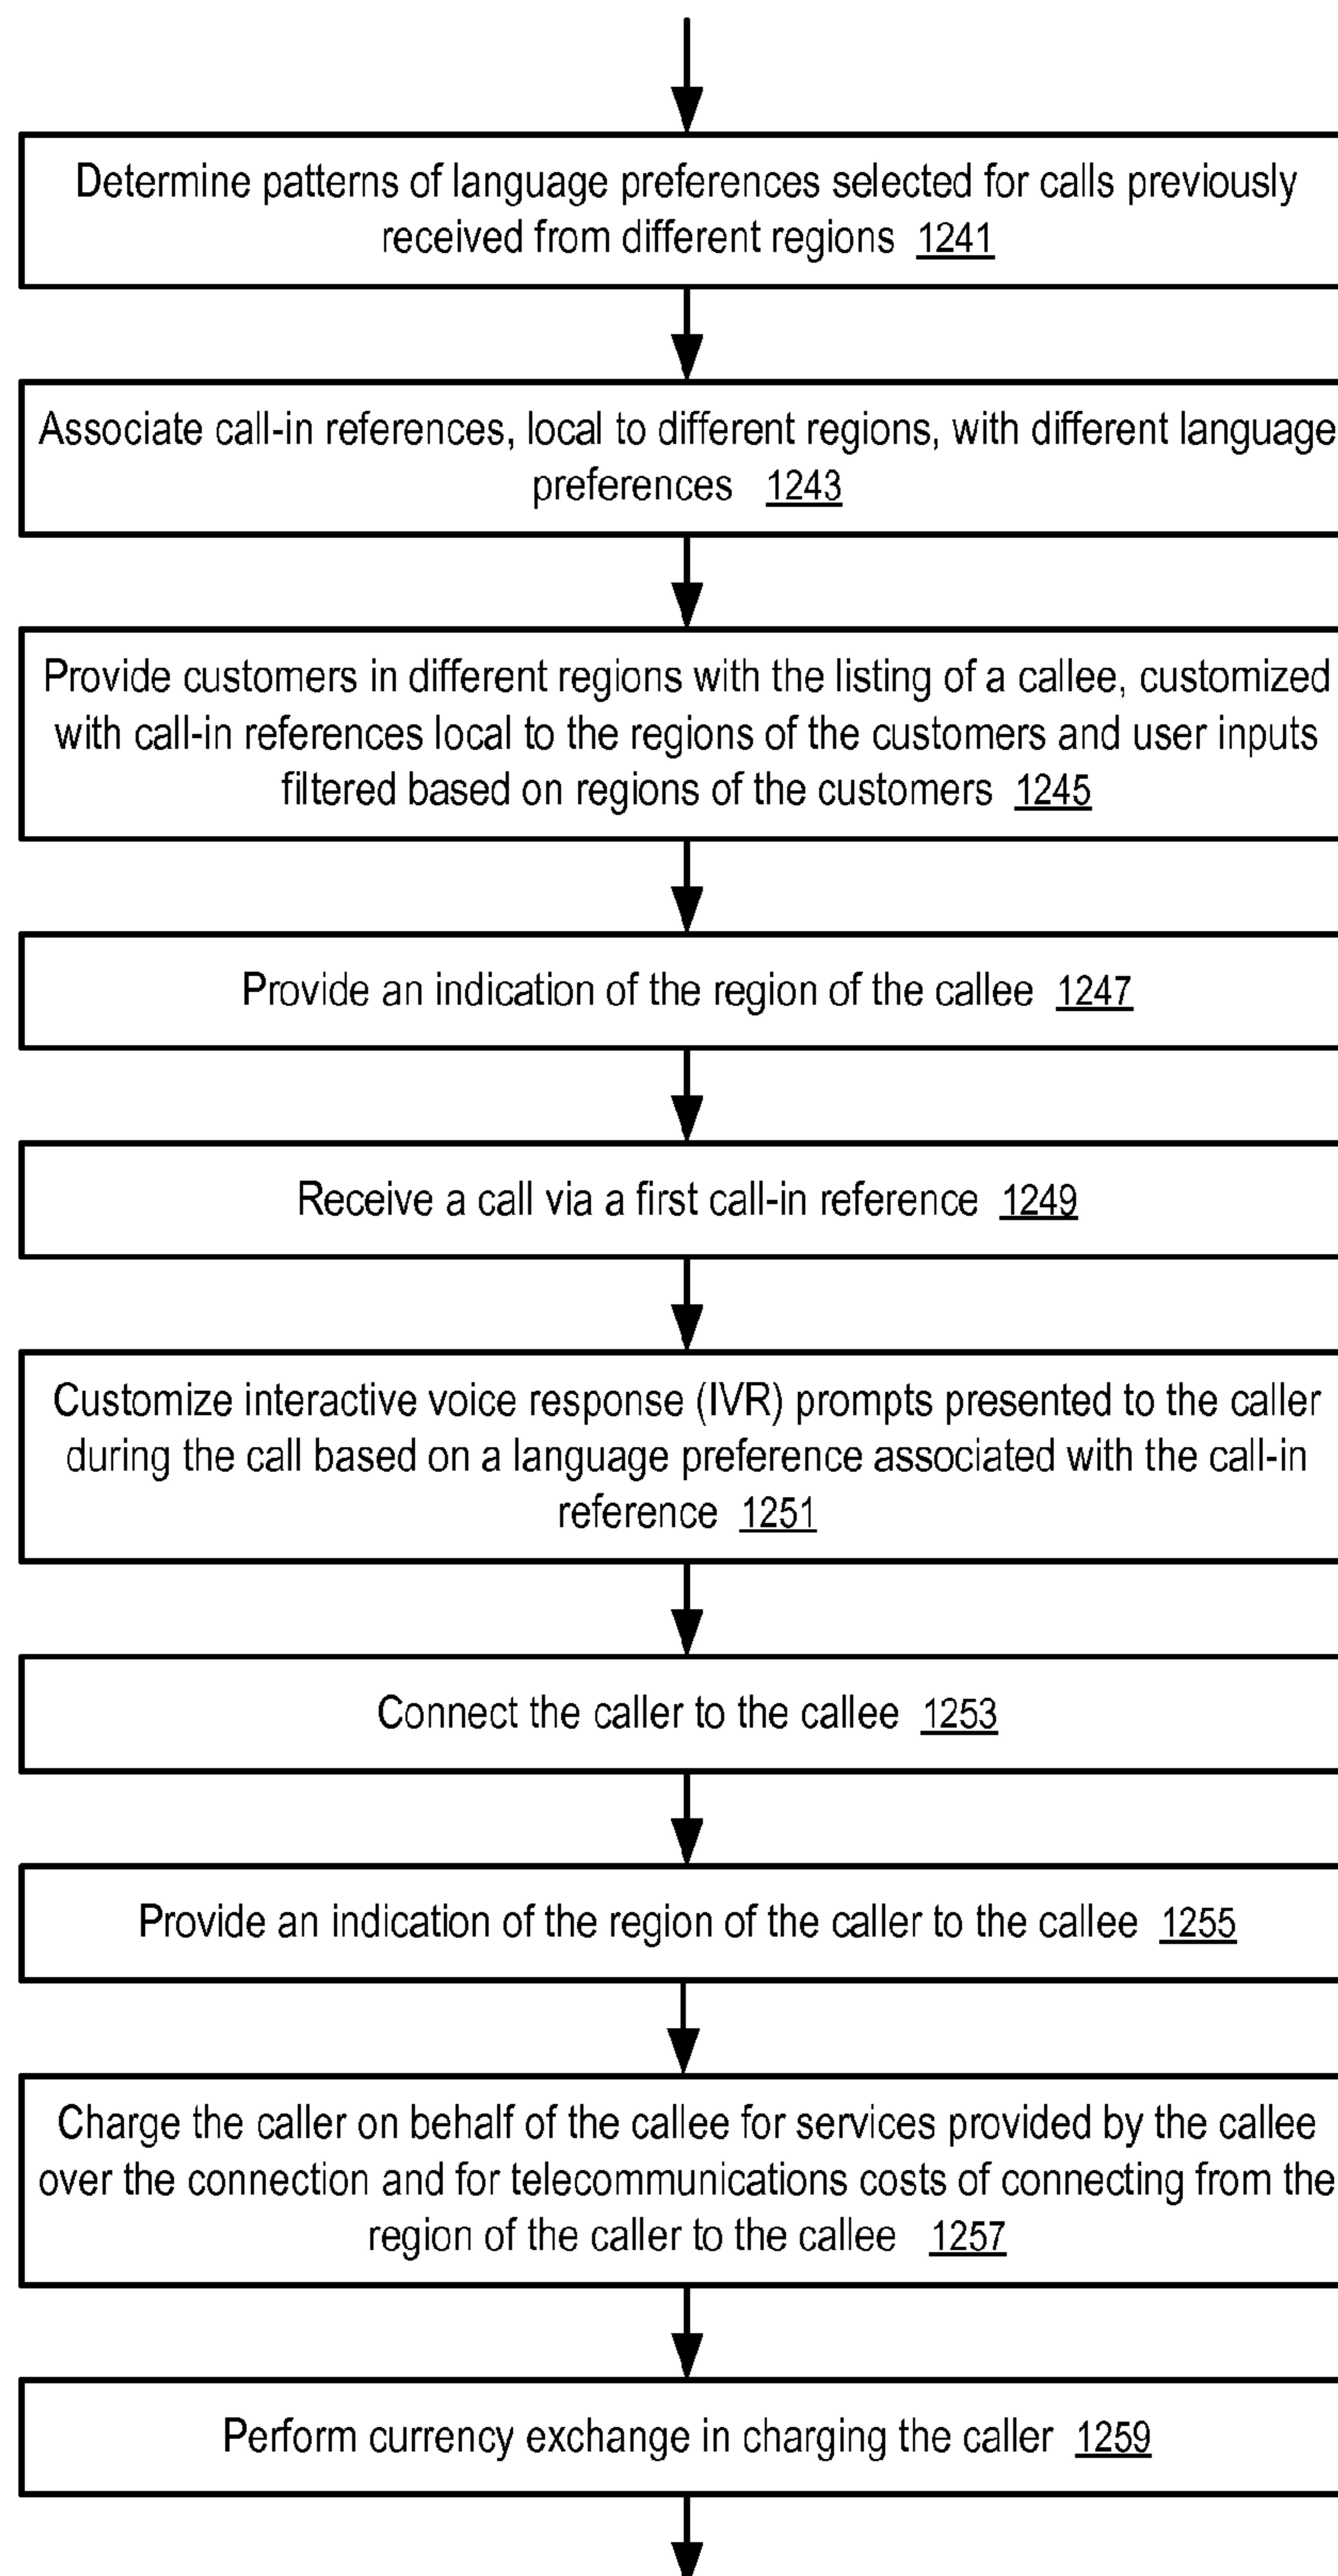 Determine patterns of language preferences selected for calls previously
received from different regions 1241
Associate call-in references, local to different regions, with different language
preferences 1243
Provide customers in different regions with the listing of a callee, customized
with call-in references local to the regions of the customers and user inputs
filtered based on regions of the customers 1245
Provide an indication of the region of the callee 1247
Receive a call via a first call-in reference 1249
Customize interactive voice response (IVR) prompts presented to the caller
during the call based on a language preference associated with the call-in
reference 1251
Connect the caller to the callee 1253
Provide an indication of the region of the caller to the callee 1255
Charge the caller on behalf of the callee for services provided by the callee
over the connection and for telecommunications costs of connecting from the
region of the caller to the callee 1257
Perform currency exchange in charging the caller 1259